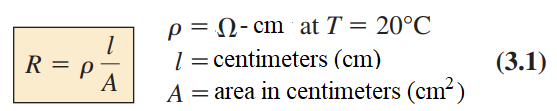 R = ρ l/A
ρ = Ω-cm at T = 20°C
l = centimeters (cm)
A = area in centimeters (cm²)
(3.1)